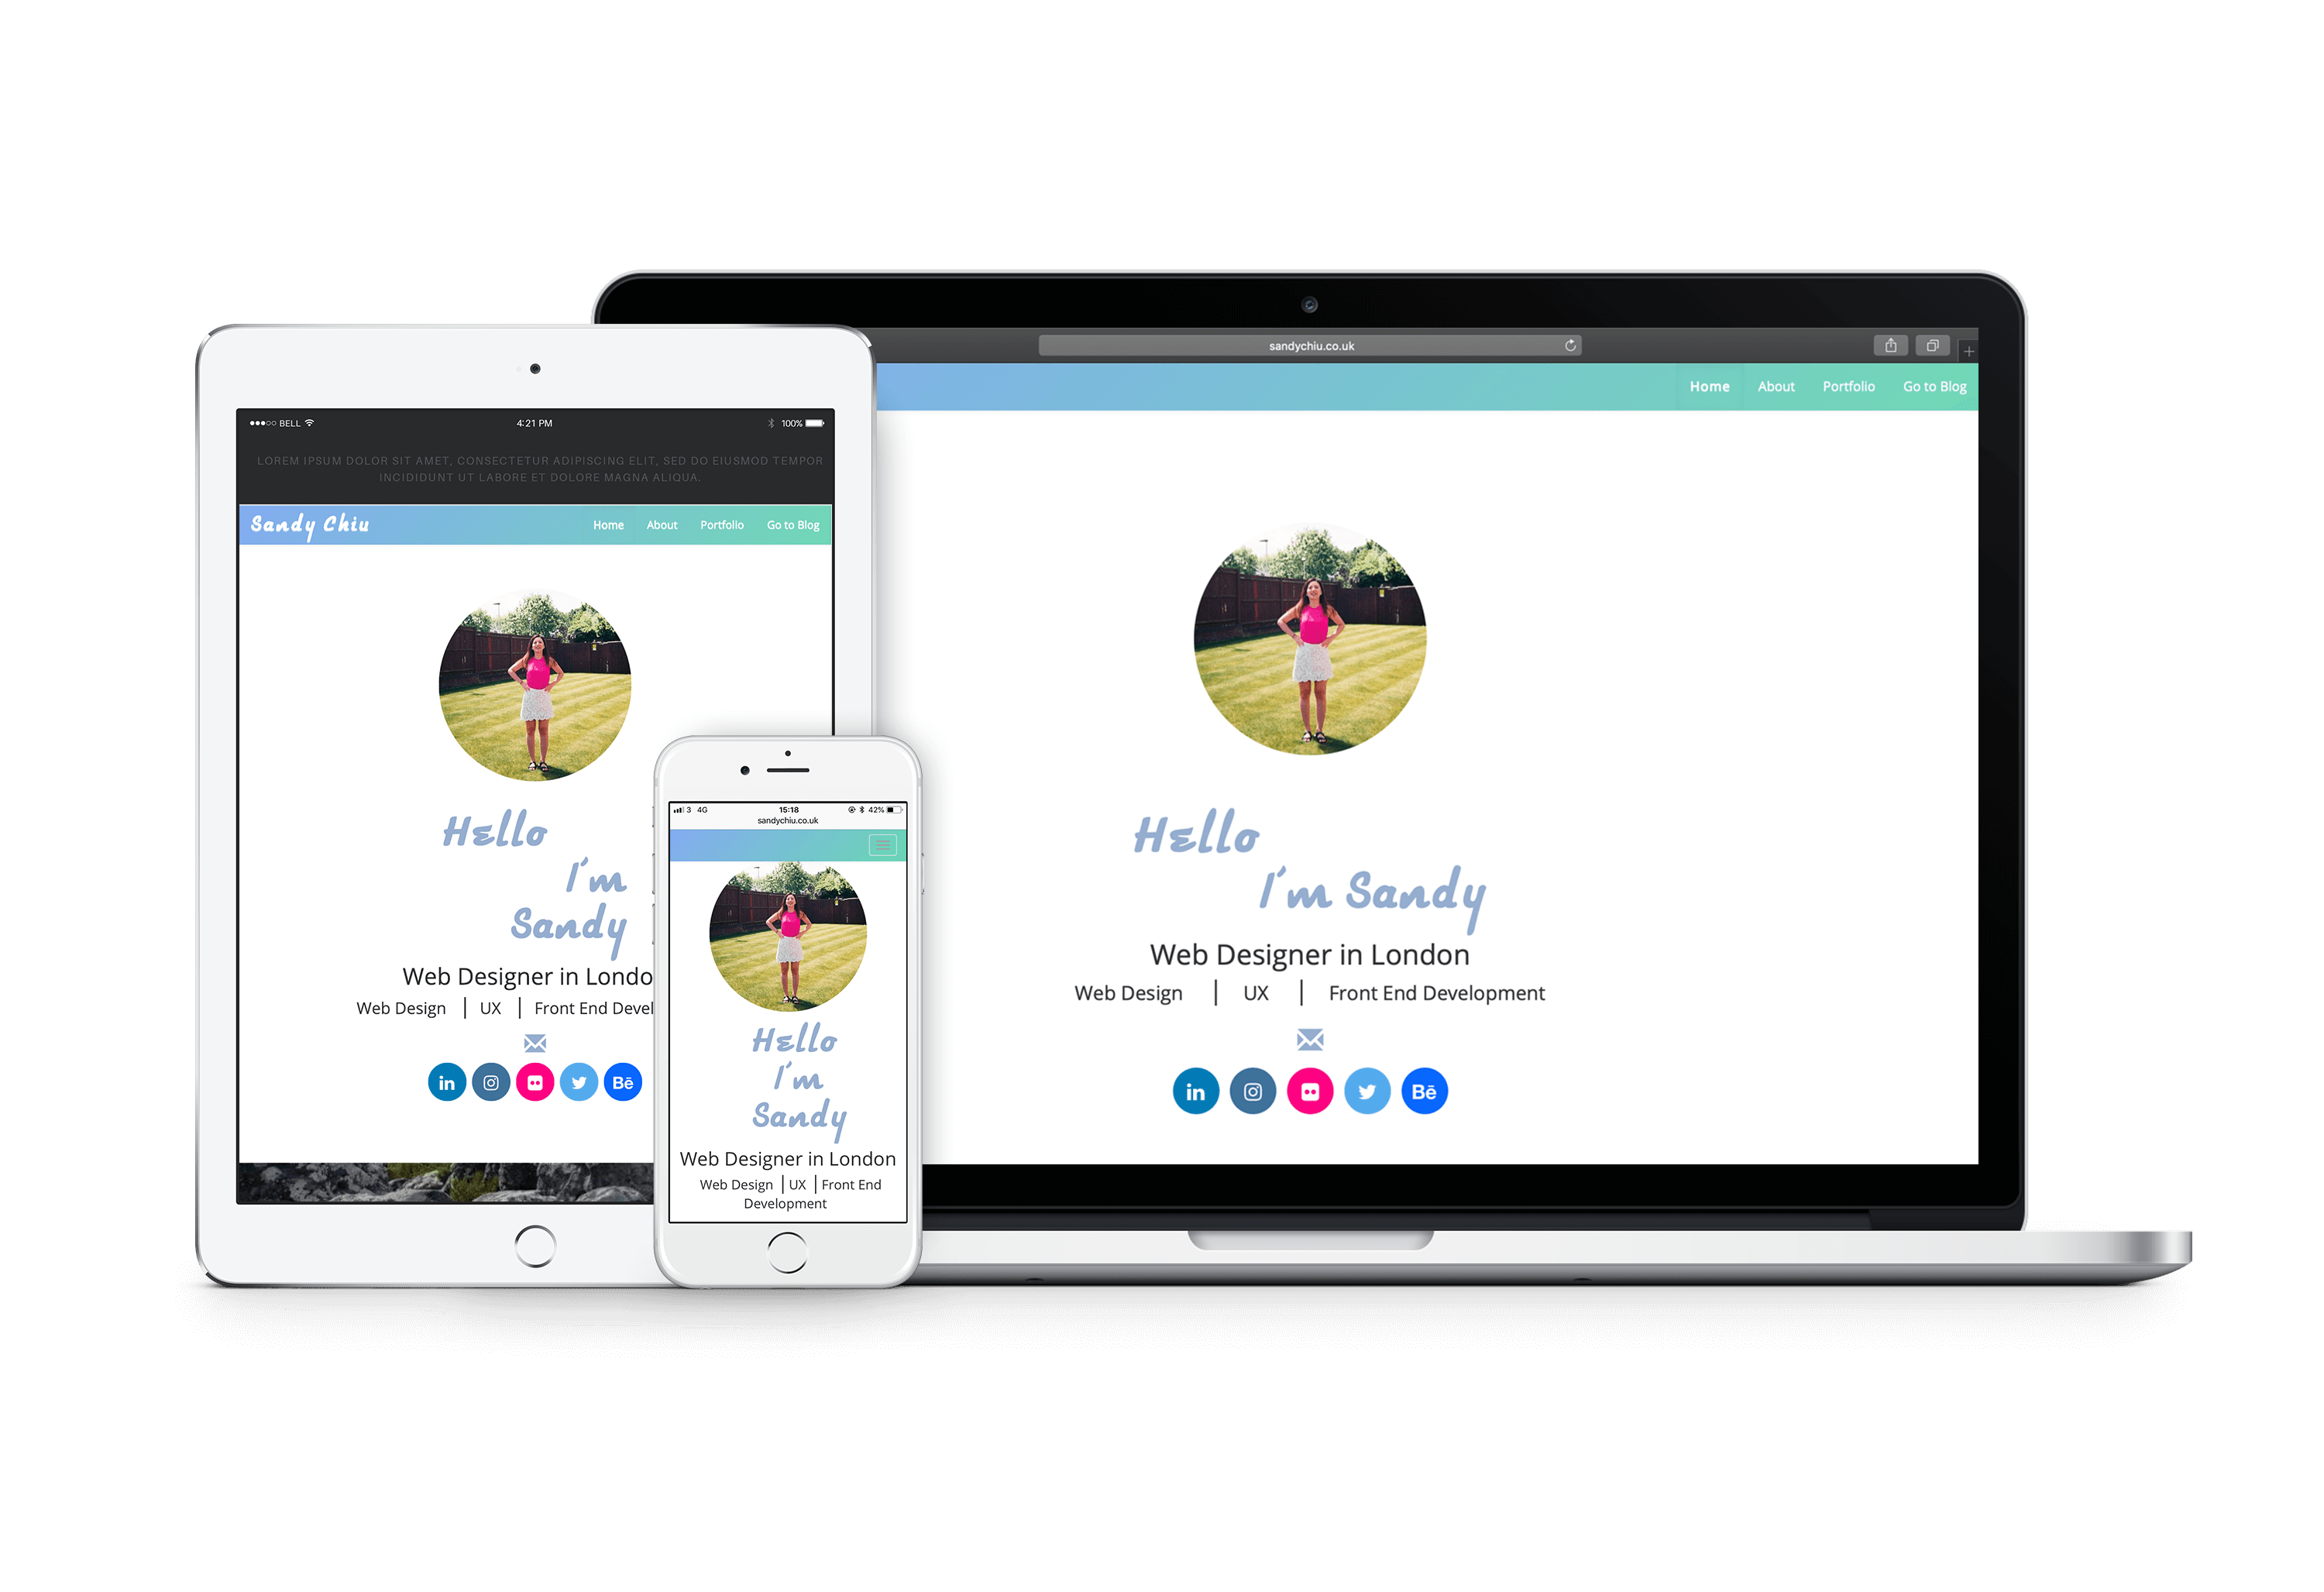 BELL
4:21 PM
100%
LOREM IPSUM DOLOR SIT AMET, CONSECTETUR ADIPISCING ELIT, SED DO EIUSMOD TEMPOR
INCIDIDUNT UT LABORE ET DOLORE MAGNA ALIQUA.
Sandy Chiu
Home
About
Portfolio
Go to Blog
Hello
I'm
Sandy
Web Designer in Londo
Web Design | UX | Front End Devel
in
Bē
3 4G
15:18
42%
sandychiu.co.uk
Hello
I'm
Sandy
Web Designer in London
Web Design | UX | Front End
Development
sandychiu.co.uk
Home
About
Portfolio
Go to Blog
Hello
I'm Sandy
Web Designer in London
Web Design | UX | Front End Development
in
Bē